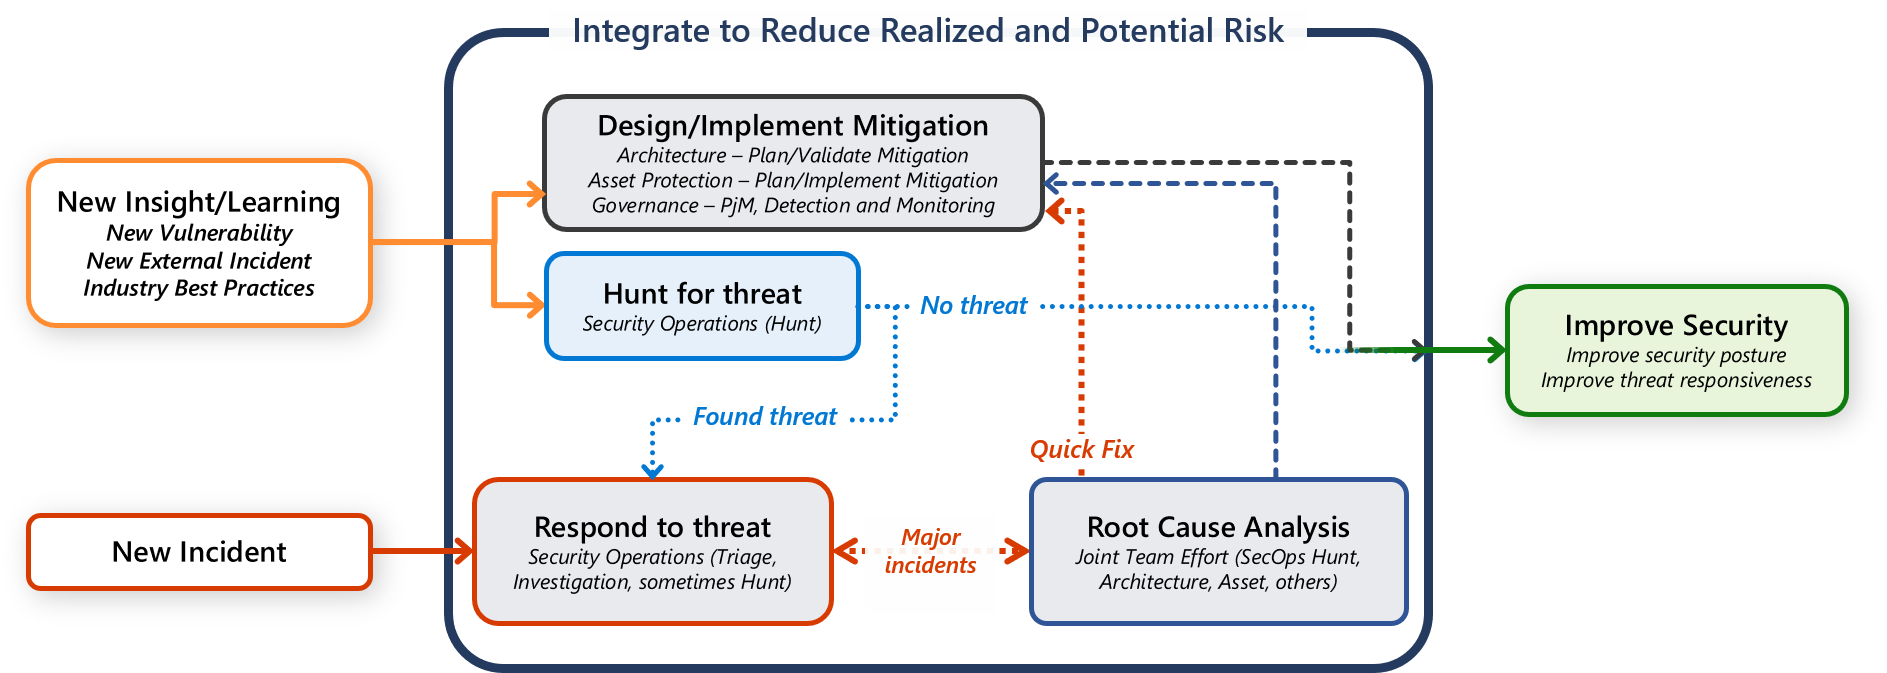 Integrate to Reduce Realized and Potential Risk
New Insight/Learning
New Vulnerability
New External Incident
Industry Best Practices
Design/Implement Mitigation
Architecture – Plan/Validate Mitigation
Asset Protection – Plan/Implement Mitigation
Governance – PjM, Detection and Monitoring
Hunt for threat
Security Operations (Hunt)
No threat
Found threat
Improve Security
Improve security posture
Improve threat responsiveness
Quick Fix
New Incident
Respond to threat
Security Operations (Triage,
Investigation, sometimes Hunt)
Major
incidents
Root Cause Analysis
Joint Team Effort (SecOps Hunt,
Architecture, Asset, others)